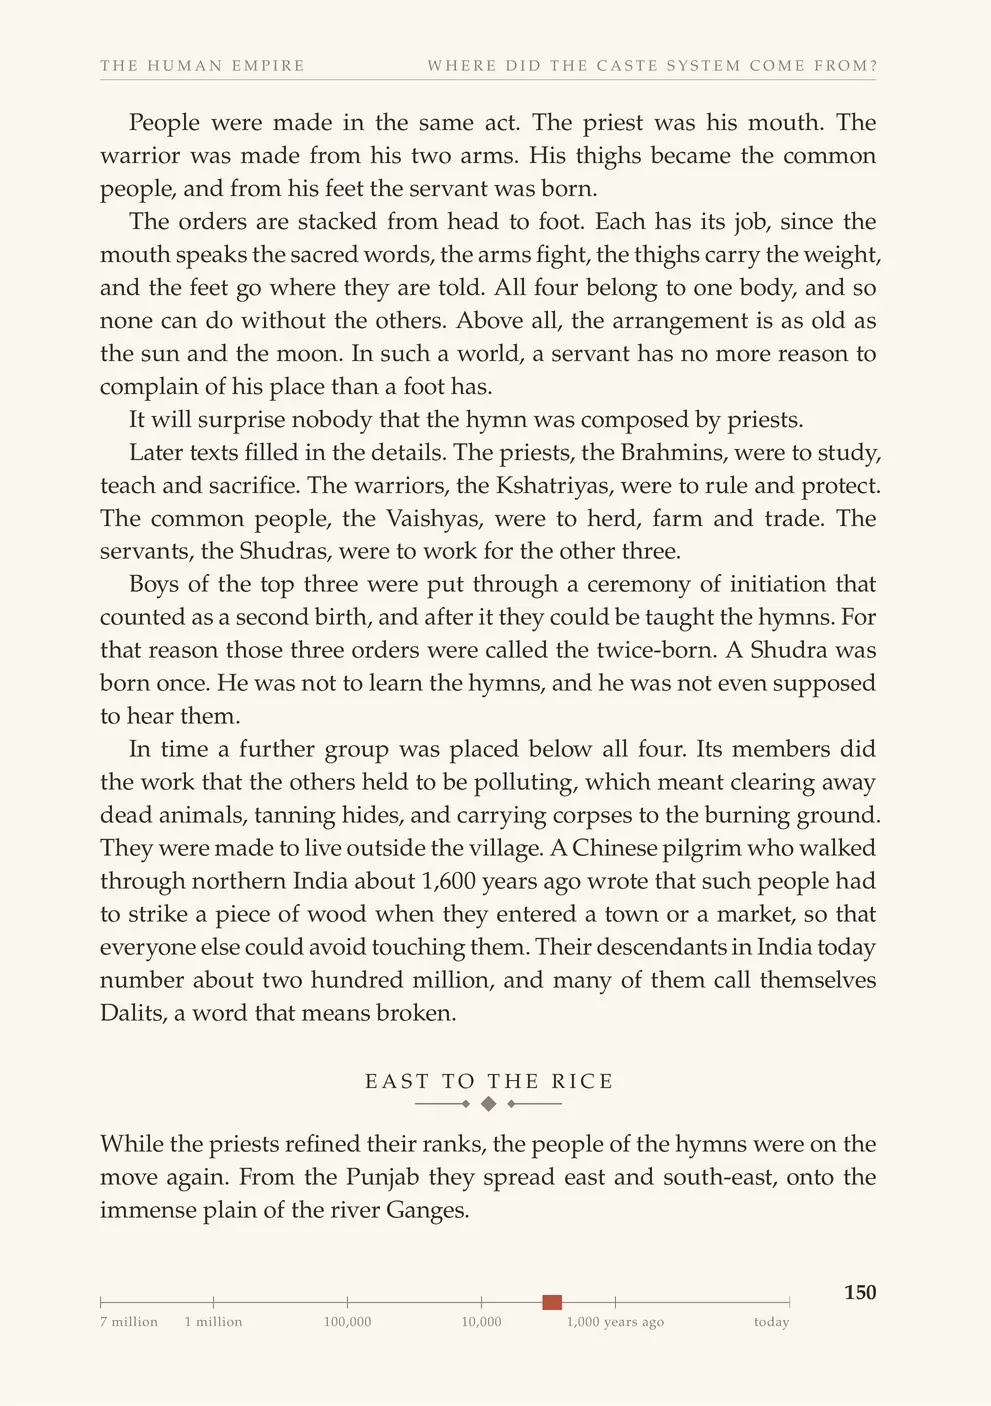 THE HUMAN EMPIRE
WHERE DID THE CASTE SYSTEM COME FROM?
People were made in the same act. The priest was his mouth. The
warrior was made from his two arms. His thighs became the common
people, and from his feet the servant was born.
The orders are stacked from head to foot. Each has its job, since the
mouth speaks the sacred words, the arms fight, the thighs carry the weight,
and the feet go where they are told. All four belong to one body, and so
none can do without the others. Above all, the arrangement is as old as
the sun and the moon. In such a world, a servant has no more reason to
complain of his place than a foot has.
It will surprise nobody that the hymn was composed by priests.
Later texts filled in the details. The priests, the Brahmins, were to study,
teach and sacrifice. The warriors, the Kshatriyas, were to rule and protect.
The common people, the Vaishyas, were to herd, farm and trade. The
servants, the Shudras, were to work for the other three.
Boys of the top three were put through a ceremony of initiation that
counted as a second birth, and after it they could be taught the hymns. For
that reason those three orders were called the twice-born. A Shudra was
born once. He was not to learn the hymns, and he was not even supposed
to hear them.
In time a further group was placed below all four. Its members did
the work that the others held to be polluting, which meant clearing away
dead animals, tanning hides, and carrying corpses to the burning ground.
They were made to live outside the village. A Chinese pilgrim who walked
through northern India about 1,600 years ago wrote that such people had
to strike a piece of wood when they entered a town or a market, so that
everyone else could avoid touching them. Their descendants in India today
number about two hundred million, and many of them call themselves
Dalits, a word that means broken.
EAST TO THE RICE
While the priests refined their ranks, the people of the hymns were on the
move again. From the Punjab they spread east and south-east, onto the
immense plain of the river Ganges.
150
7 million 1 million 100,000 10,000 1,000 years ago today